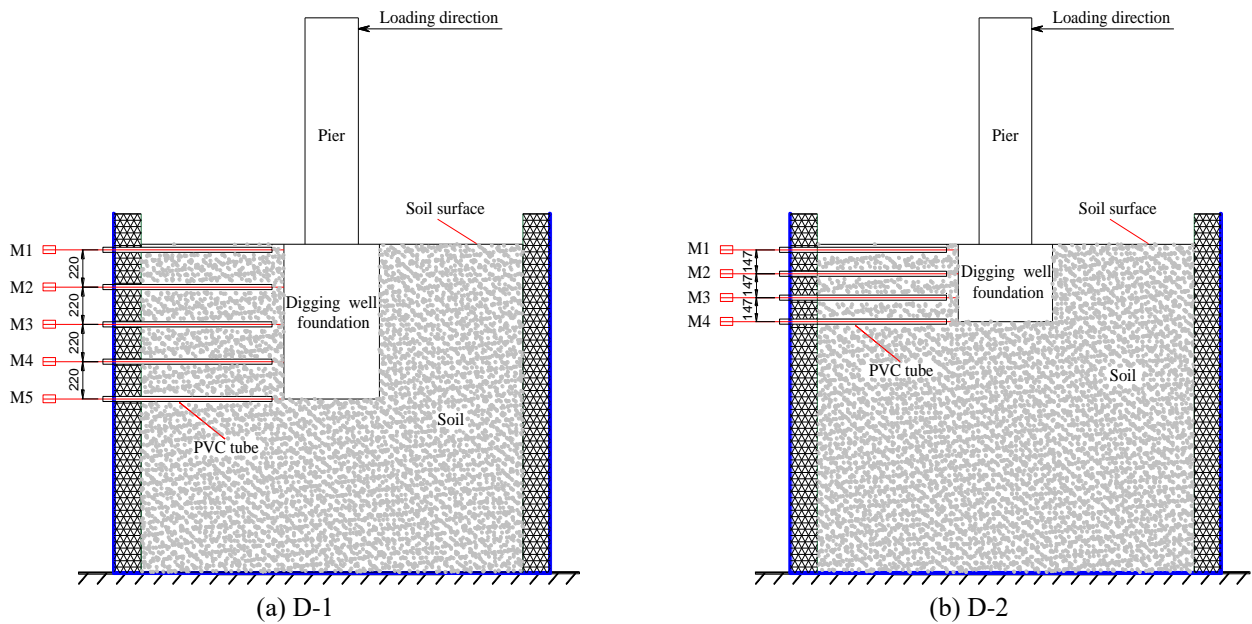 Loading direction
Pier
Soil surface
M1
220
M2
220
M3
220
M4
220
M5
Digging well
foundation
PVC tube
Soil
(a) D-1
Loading direction
Pier
Soil surface
M1
147
M2
147
M3
147
M4
Digging well
foundation
PVC tube
Soil
(b) D-2